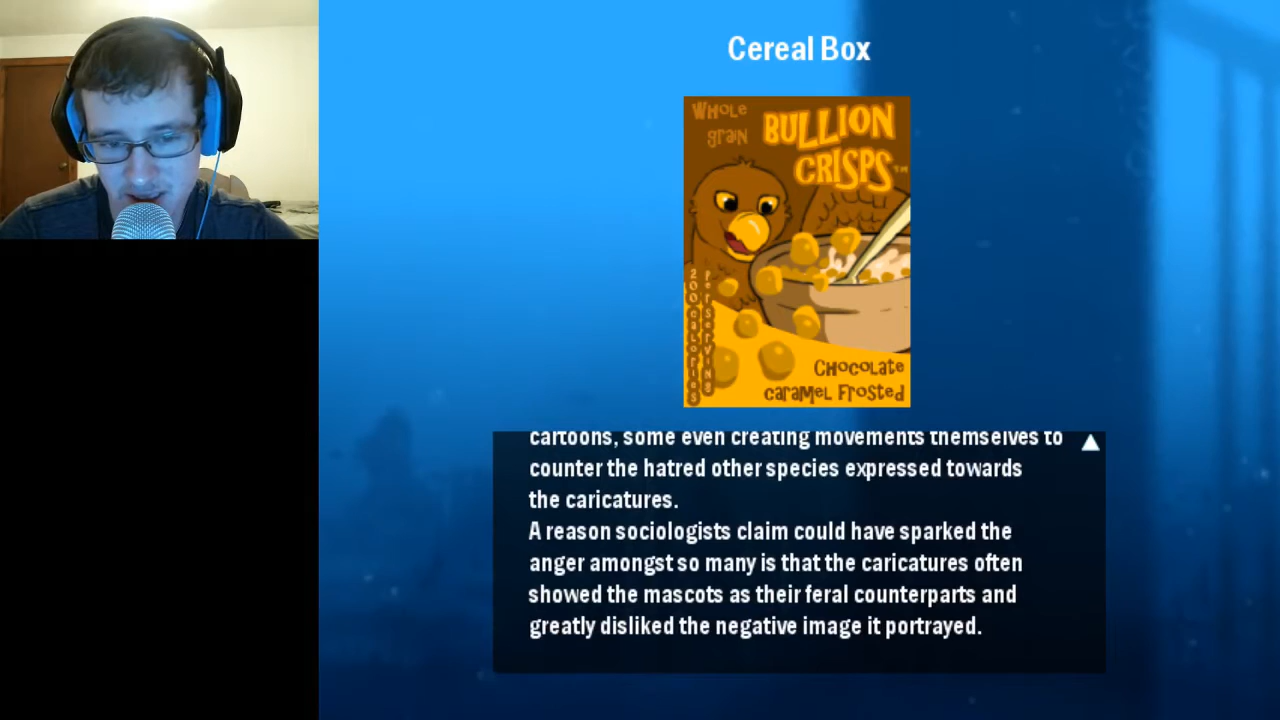 Cereal Box
Whole
grain
BULLION
CRISPS™
200 calories
per serving
Chocolate
caramel Frosted
cartoons, some even creating movements themselves to
counter the hatred other species expressed towards
the caricatures.
A reason sociologists claim could have sparked the
anger amongst so many is that the caricatures often
showed the mascots as their feral counterparts and
greatly disliked the negative image it portrayed.